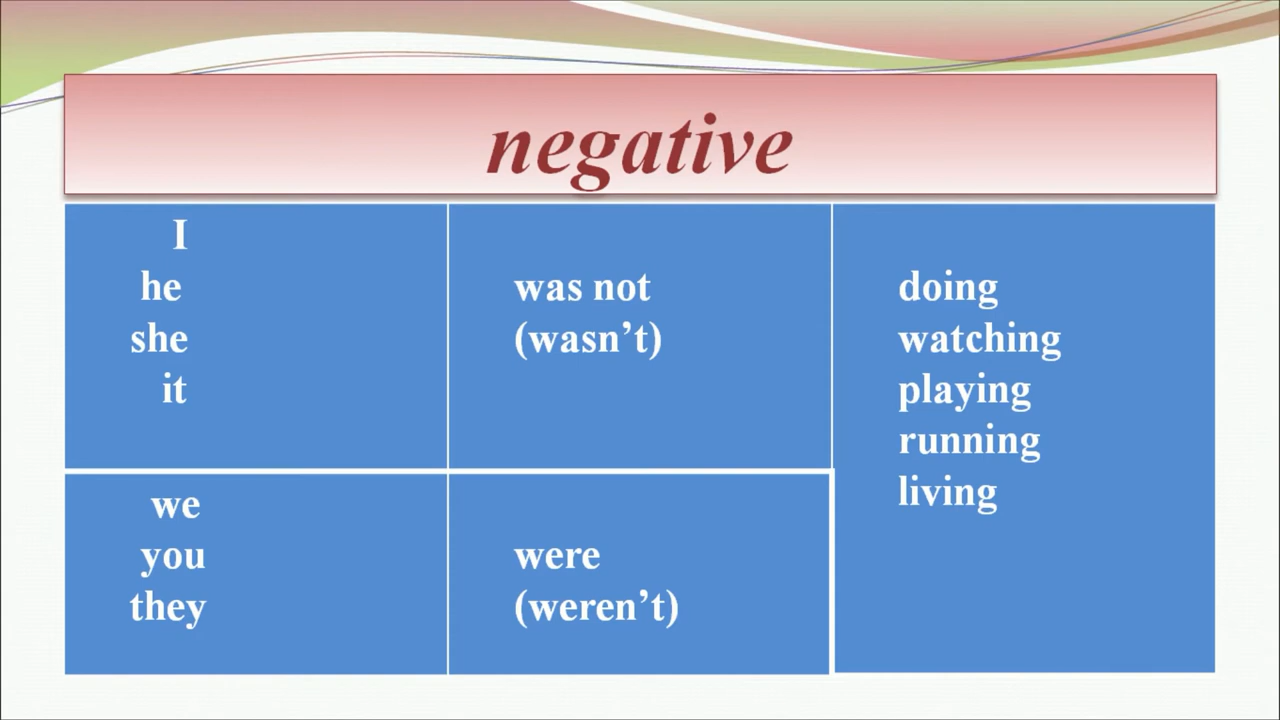 negative
I
he
she
it
was not
(wasn’t)
doing
watching
playing
running
living
we
you
they
were
(weren’t)